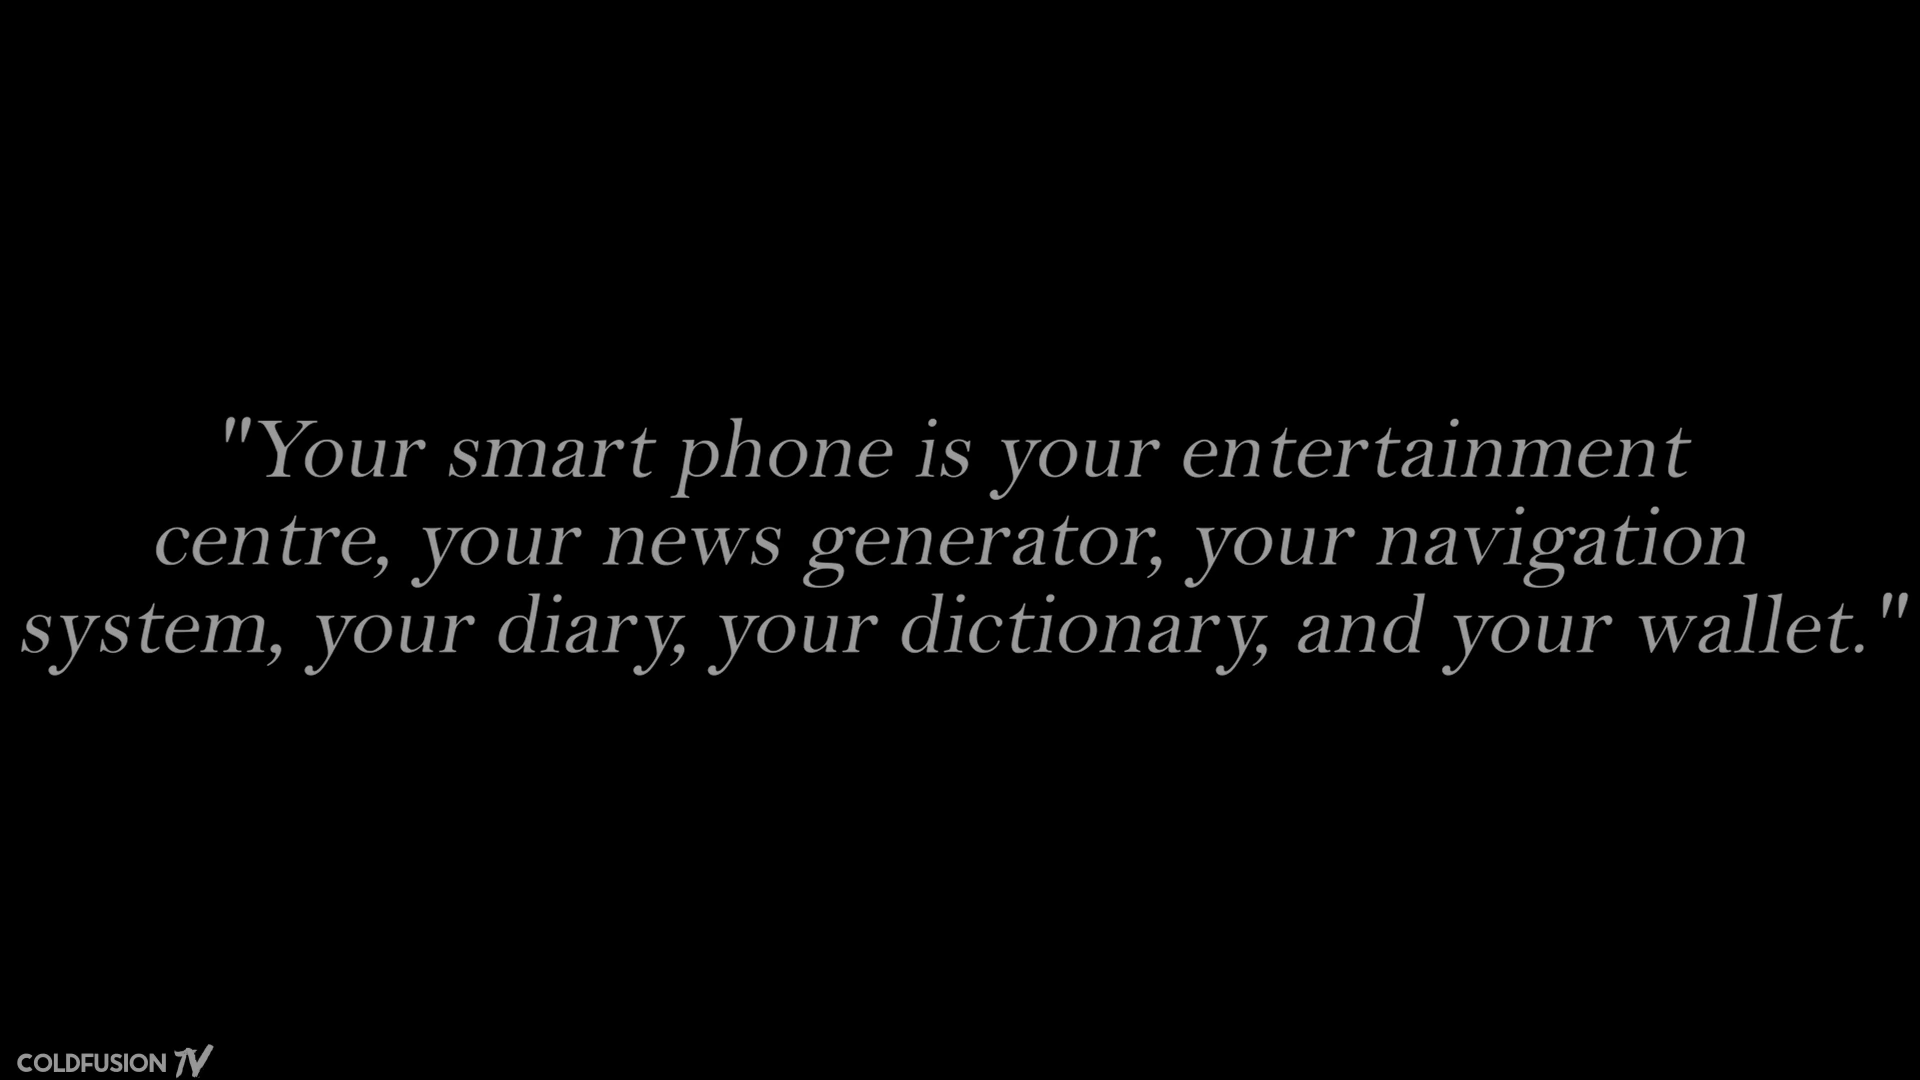 "Your smart phone is your entertainment
centre, your news generator, your navigation
system, your diary, your dictionary, and your wallet."
COLDFUSION TV